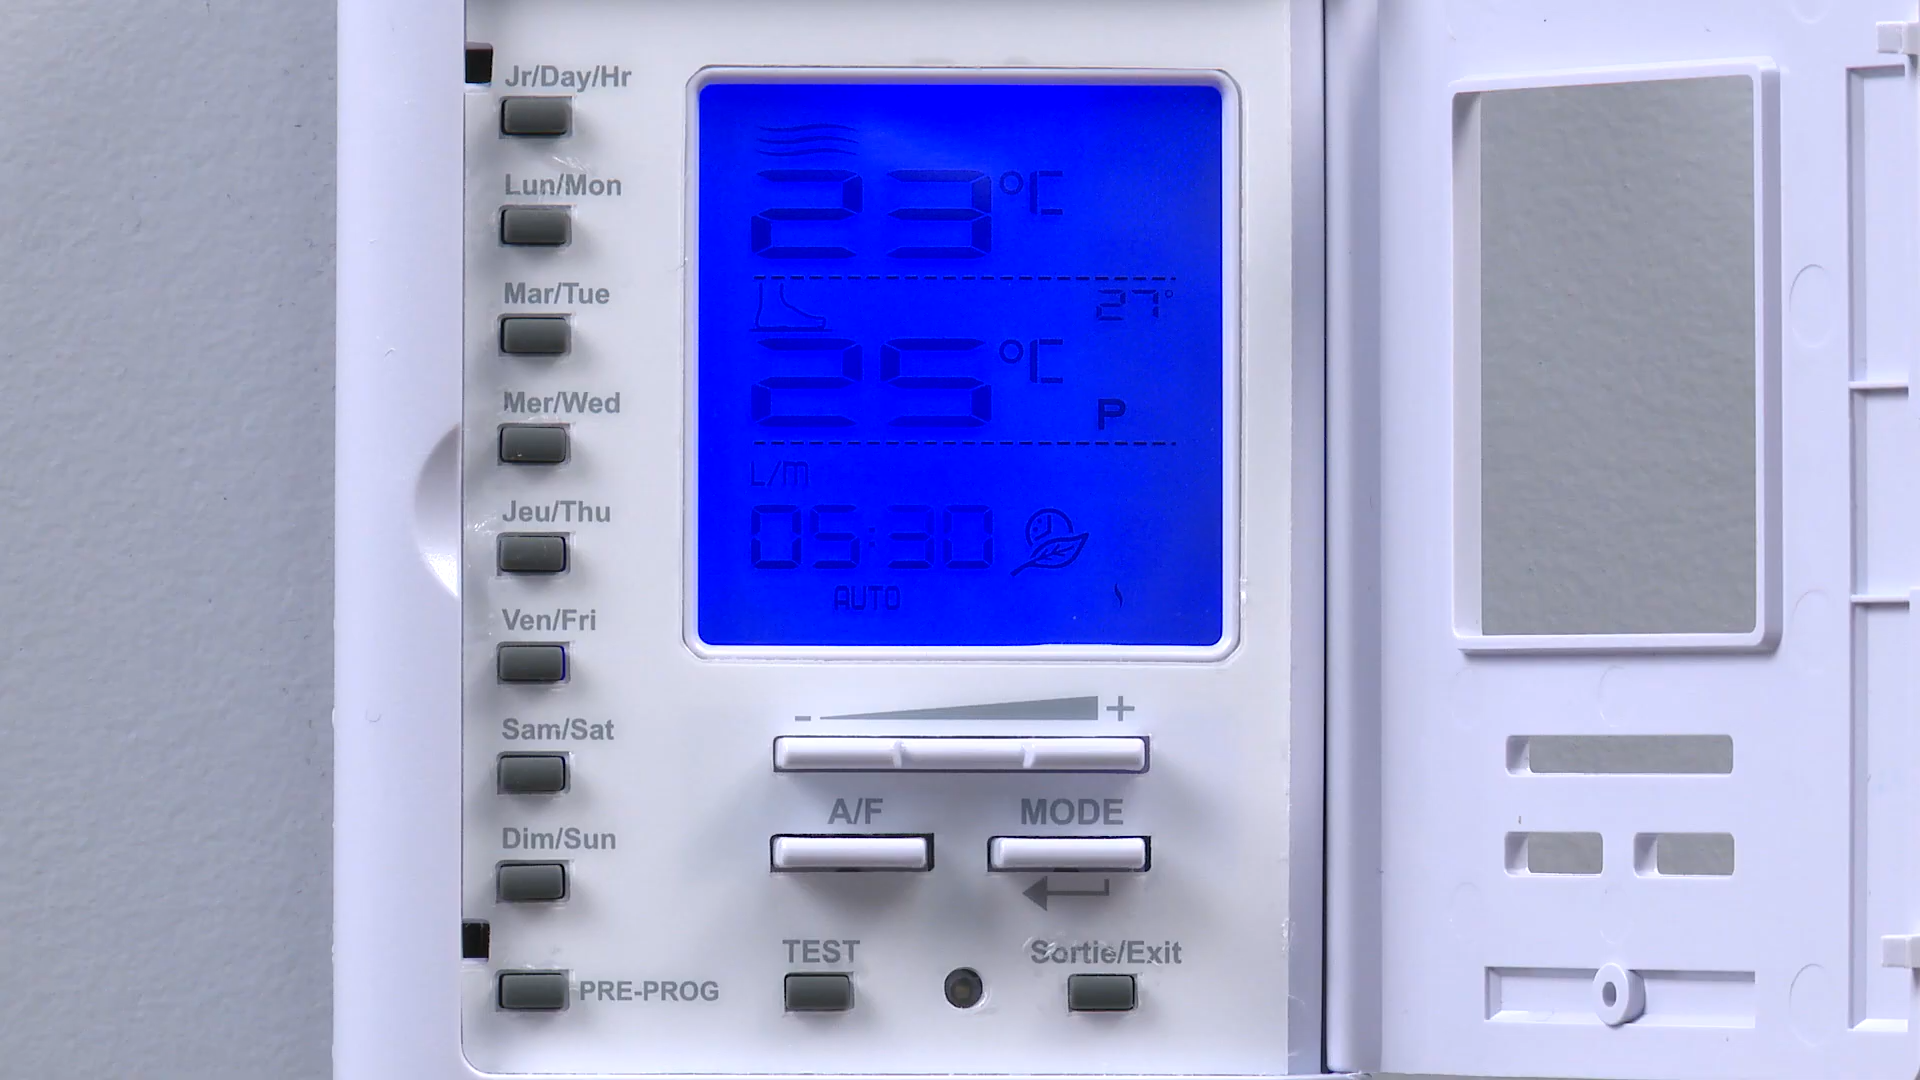 Jr/Day/Hr
Lun/Mon
Mar/Tue
Mer/Wed
Jeu/Thu
Ven/Fri
Sam/Sat
Dim/Sun
PRE-PROG
23°C
27°
25°C
P
L/M
05:30
AUTO
- +
A/F MODE
TEST Sortie/Exit